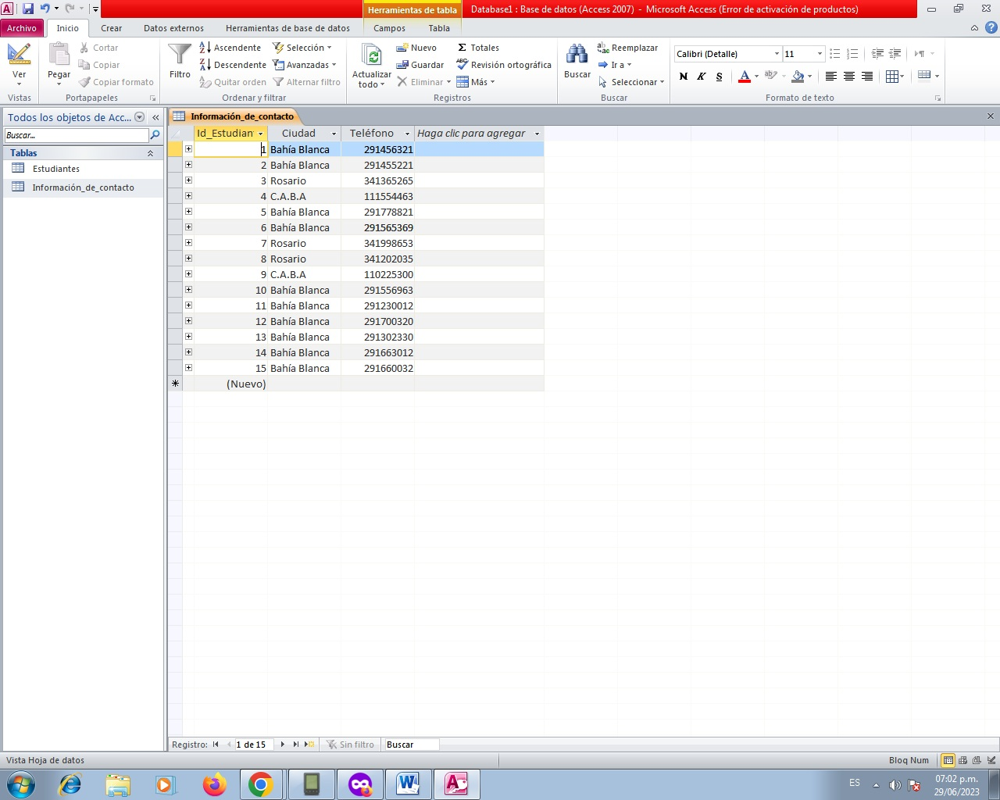 Herramientas de tabla Database1 : Base de datos (Access 2007) - Microsoft Access (Error de activación de productos)
Archivo Inicio Crear Datos externos Herramientas de base de datos Campos Tabla
Ver
Vistas
Pegar
Cortar
Copiar
Copiar formato
Portapapeles
Filtro
Ascendente
Descendente
Quitar orden
Selección
Avanzadas
Alternar filtro
Ordenar y filtrar
Actualizar
todo
Nuevo
Guardar
Eliminar
Totales
Revisión ortográfica
Más
Registros
Buscar
Reemplazar
Ir a
Seleccionar
Buscar
Calibri (Detalle) 11
N K S A
Formato de texto
Todos los objetos de Acc...
Buscar...
Tablas
Estudiantes
Información_de_contacto
Información_de_contacto
Id_Estudian Ciudad Teléfono Haga clic para agregar
1 Bahía Blanca 291456321
2 Bahía Blanca 291455221
3 Rosario 341365265
4 C.A.B.A 111554463
5 Bahía Blanca 291778821
6 Bahía Blanca 291565369
7 Rosario 341998653
8 Rosario 341202035
9 C.A.B.A 110225300
10 Bahía Blanca 291556963
11 Bahía Blanca 291230012
12 Bahía Blanca 291700320
13 Bahía Blanca 291302330
14 Bahía Blanca 291663012
15 Bahía Blanca 291660032
(Nuevo)
Registro: 1 de 15 Sin filtro Buscar
Vista Hoja de datos Bloq Num
ES 07:02 p.m.
29/06/2023